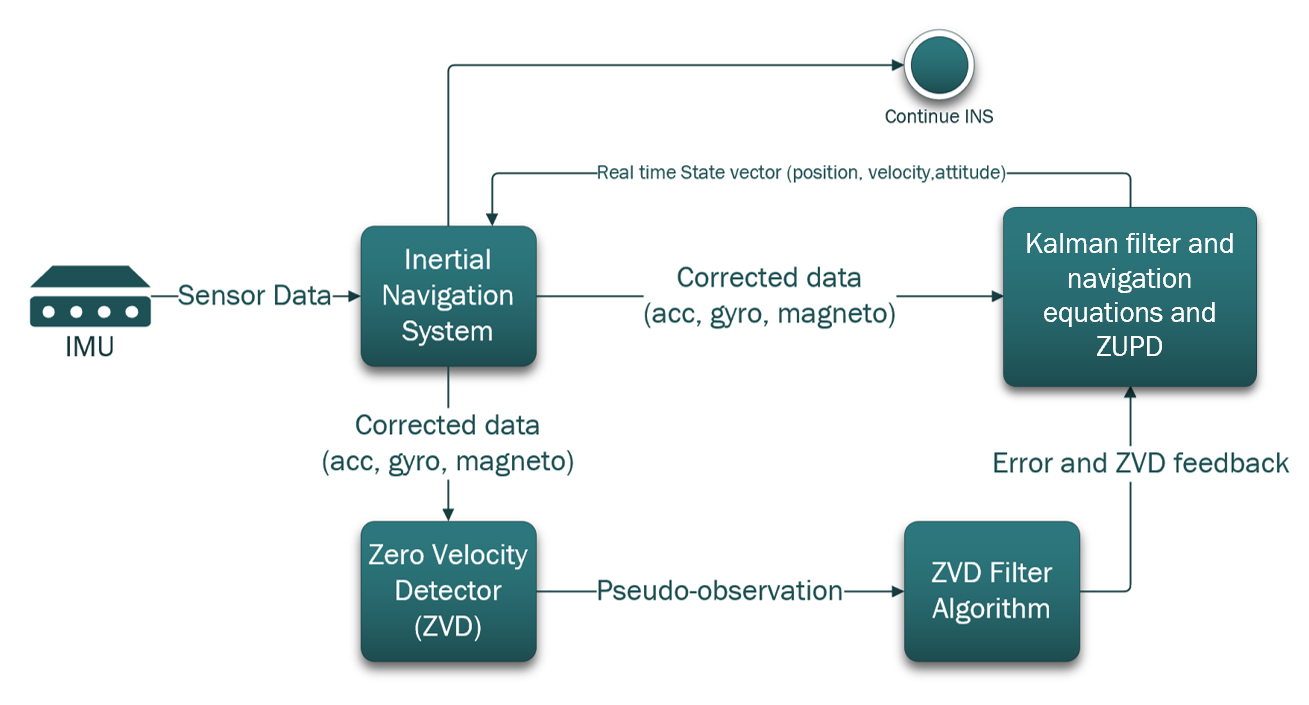 Continue INS
Real time State vector (position, velocity,attitude)
Inertial
Navigation
System
Kalman filter and
navigation
equations and
ZUPD
Sensor Data
IMU
Corrected data
(acc, gyro, magneto)
Corrected data
(acc, gyro, magneto)
Error and ZVD feedback
Zero Velocity
Detector
(ZVD)
Pseudo-observation
ZVD Filter
Algorithm